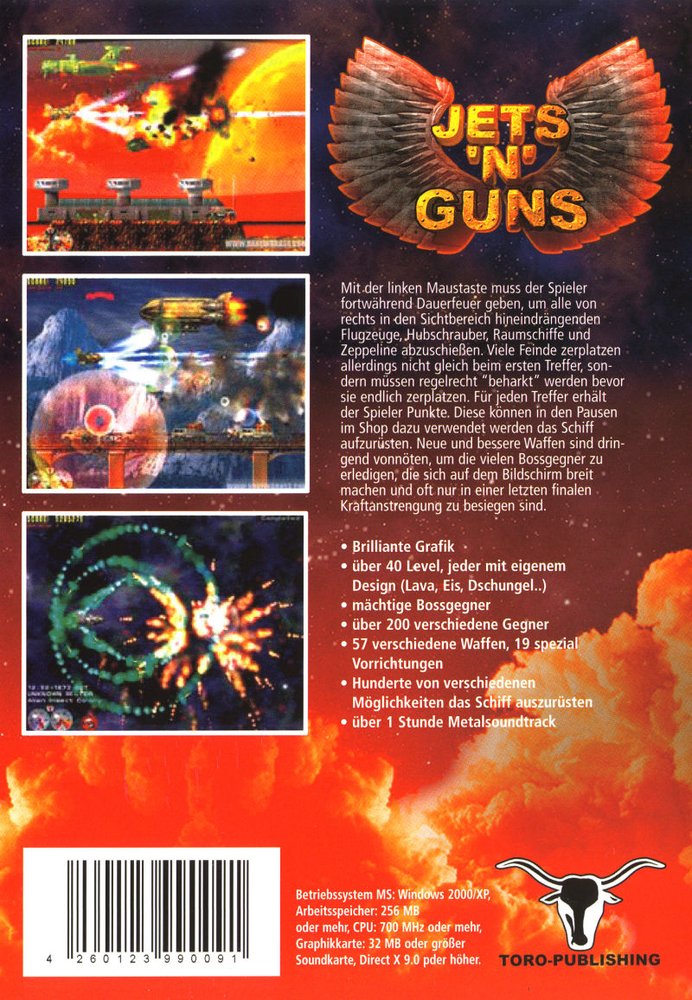 JETS
'N'
GUNS
Mit der linken Maustaste muss der Spieler
fortwährend Dauerfeuer geben, um alle von
rechts in den Sichtbereich hineindrängenden
Flugzeuge, Hubschrauber, Raumschiffe und
Zeppeline abzuschießen. Viele Feinde zerplatzen
allerdings nicht gleich beim ersten Treffer, son-
dern müssen regelrecht "beharkt" werden bevor
sie endlich zerplatzen. Für jeden Treffer erhält
der Spieler Punkte. Diese können in den Pausen
im Shop dazu verwendet werden das Schiff
aufzurüsten. Neue und bessere Waffen sind drin-
gend vonnöten, um die vielen Bossgegner zu
erledigen, die sich auf dem Bildschirm breit
machen und oft nur in einer letzten finalen
Kraftanstrengung zu besiegen sind.
• Brilliante Grafik
• über 40 Level, jeder mit eigenem
Design (Lava, Eis, Dschungel..)
• mächtige Bossgegner
• über 200 verschiedene Gegner
• 57 verschiedene Waffen, 19 spezial
Vorrichtungen
• Hunderte von verschiedenen
Möglichkeiten das Schiff auszurüsten
• über 1 Stunde Metalsoundtrack
4 260123 990091
Betriebssystem MS: Windows 2000/XP,
Arbeitsspeicher: 256 MB
oder mehr, CPU: 700 MHz oder mehr,
Graphikkarte: 32 MB oder größer
Soundkarte, Direct X 9.0 pder höher.
TORO-PUBLISHING